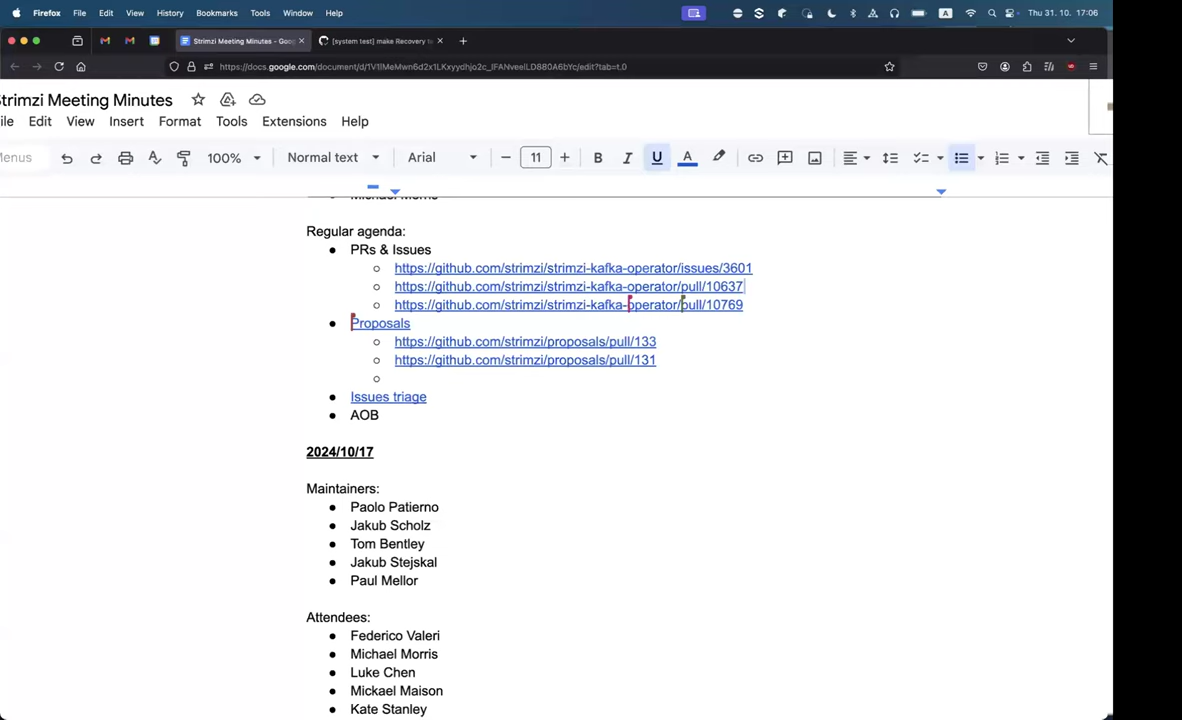 Firefox File Edit View History Bookmarks Tools Window Help A Thu 31. 10. 17:06
Strimzi Meeting Minutes - Goo [system test] make Recovery te
https://docs.google.com/document/d/1V1lMeMwn6d2x1LKxyydhjo2c_lFANveelLD880A6bYc/edit?tab=t.0
trimzi Meeting Minutes
ile Edit View Insert Format Tools Extensions Help
Menus 100% Normal text Arial 11 B I U A
Michael Morris
Regular agenda:
● PRs & Issues
○ https://github.com/strimzi/strimzi-kafka-operator/issues/3601
○ https://github.com/strimzi/strimzi-kafka-operator/pull/10637
○ https://github.com/strimzi/strimzi-kafka-operator/pull/10769
● Proposals
○ https://github.com/strimzi/proposals/pull/133
○ https://github.com/strimzi/proposals/pull/131
○
● Issues triage
● AOB
2024/10/17
Maintainers:
● Paolo Patierno
● Jakub Scholz
● Tom Bentley
● Jakub Stejskal
● Paul Mellor
Attendees:
● Federico Valeri
● Michael Morris
● Luke Chen
● Mickael Maison
● Kate Stanley